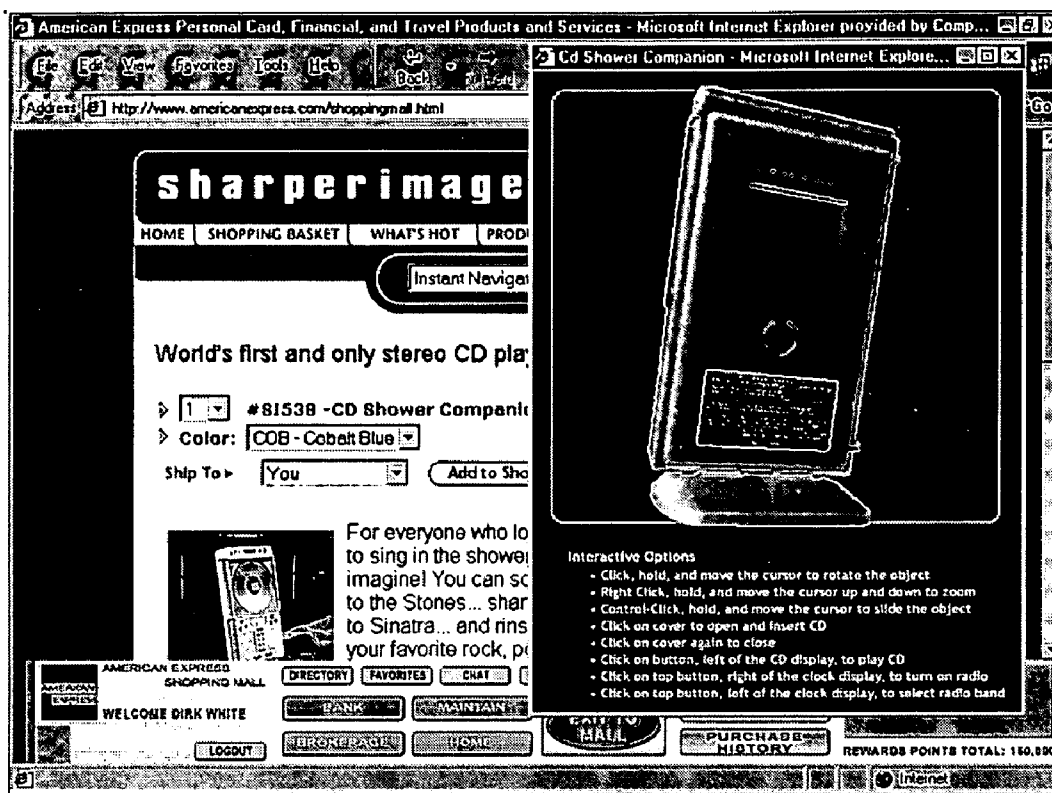 American Express Personal Card, Financial, and Travel Products and Services - Microsoft Internet Explorer provided by Comp...
File Edit View Favorites Tools Help Back
Address http://www.americanexpress.com/shoppingmall.html Go
sharperimage
HOME SHOPPING BASKET WHAT'S HOT PRODU
Instant Navigat
World's first and only stereo CD play
1 #SI538 -CD Shower Companio
Color: COB - Cobalt Blue
Ship To You Add to Sho
For everyone who lo
to sing in the shower
imagine! You can sc
to the Stones... shar
to Sinatra... and rins
your favorite rock, po
Cd Shower Companion - Microsoft Internet Explore...
Interactive Options
• Click, hold, and move the cursor to rotate the object
• Right Click, hold, and move the cursor up and down to zoom
• Control-Click, hold, and move the cursor to slide the object
• Click on cover to open and insert CD
• Click on cover again to close
• Click on button, left of the CD display, to play CD
• Click on top button, right of the clock display, to turn on radio
• Click on top button, left of the clock display, to select radio band
AMERICAN EXPRESS
SHOPPING MALL
AMERICAN
EXPRESS
WELCOME DIRK WHITE
LOGOUT
DIRECTORY FAVORITES CHAT
BANK MAINTAIN
BROKERAGE HOME
MALL
PURCHASE
HISTORY
REWARDS POINTS TOTAL:
Internet